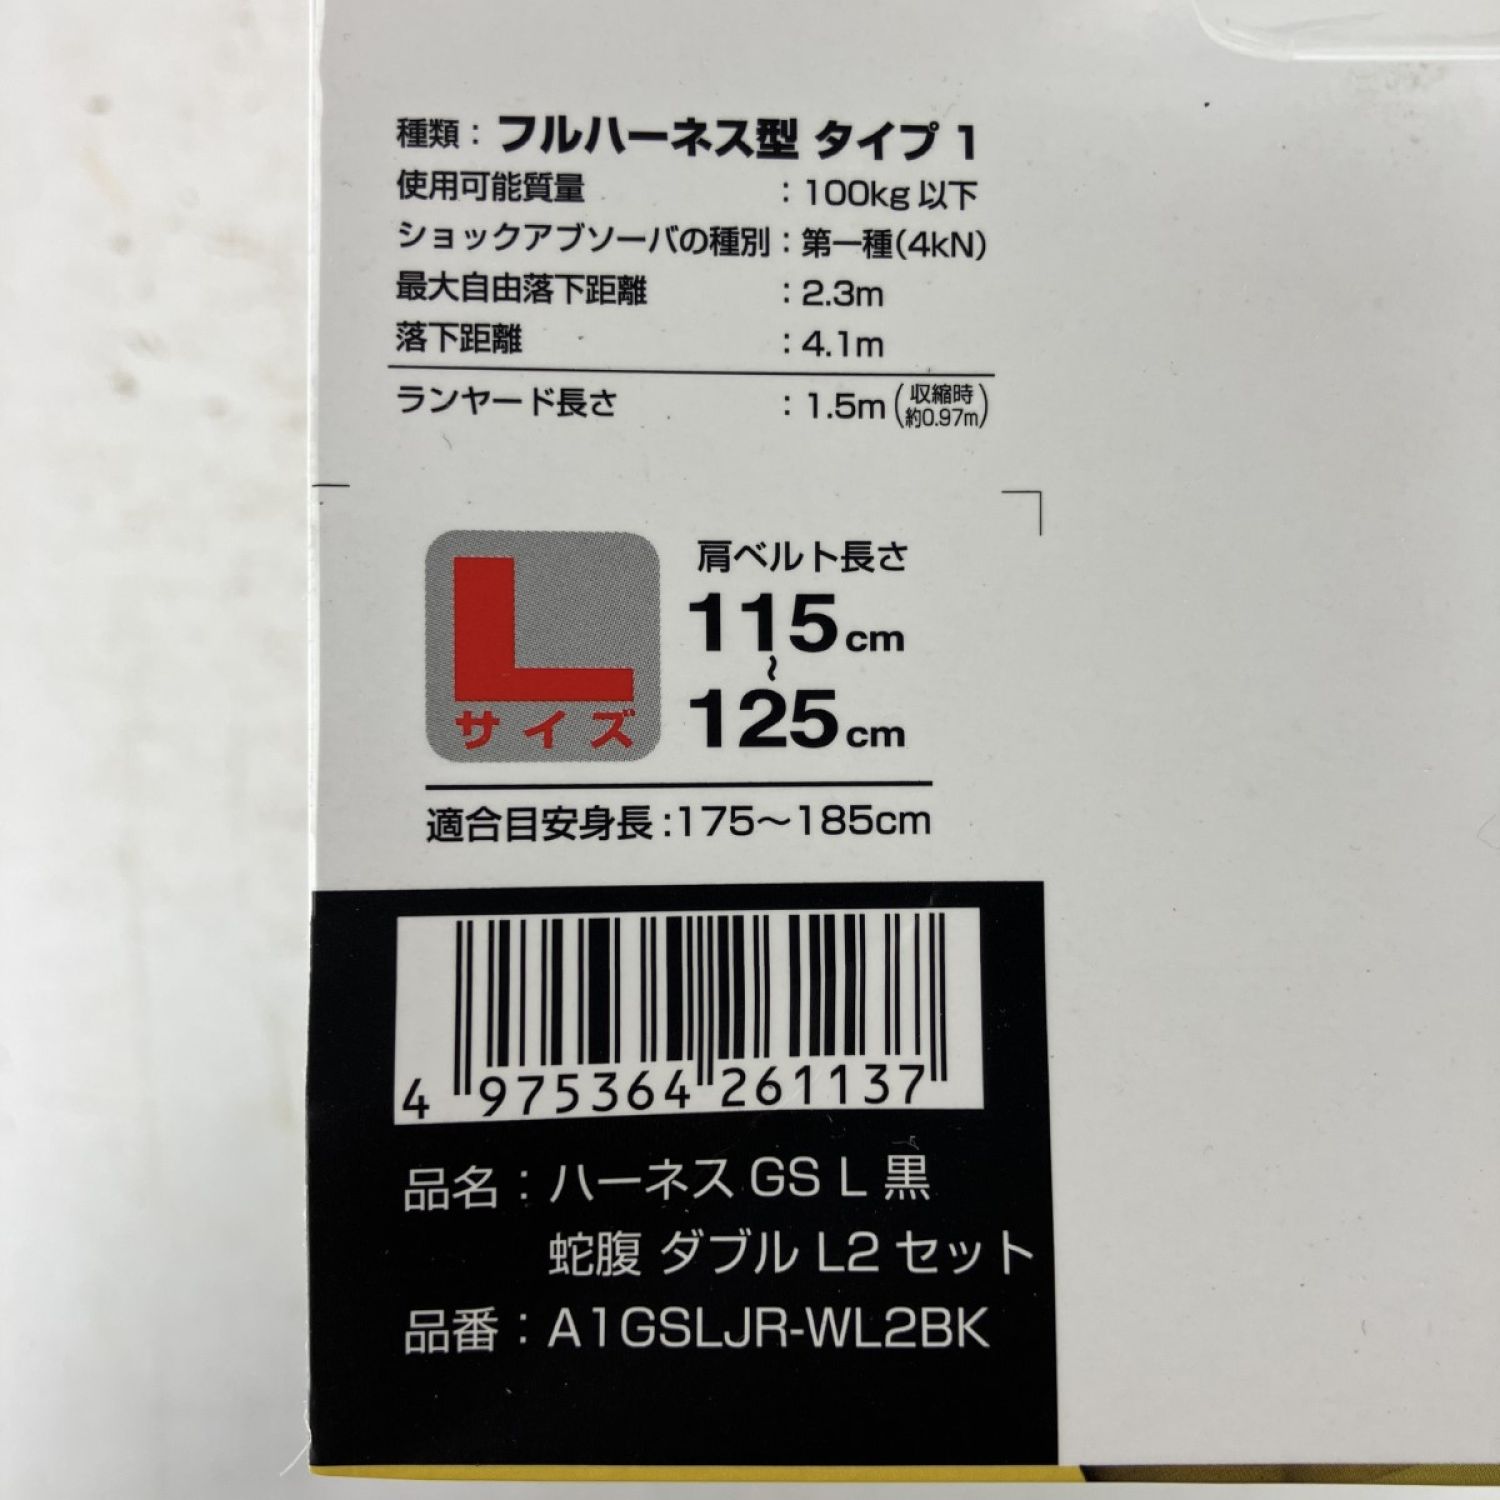 種類：フルハーネス型 タイプ 1
使用可能質量 ：100kg 以下
ショックアブソーバの種別：第一種(4kN)
最大自由落下距離 ：2.3m
落下距離 ：4.1m
ランヤード長さ ：1.5m (収縮時 約0.97m)
L
サイズ
肩ベルト長さ
115cm
〜
125cm
適合目安身長:175〜185cm
4 975364 261137
品名：ハーネス GS L 黒
蛇腹 ダブル L2 セット
品番：A1GSLJR-WL2BK